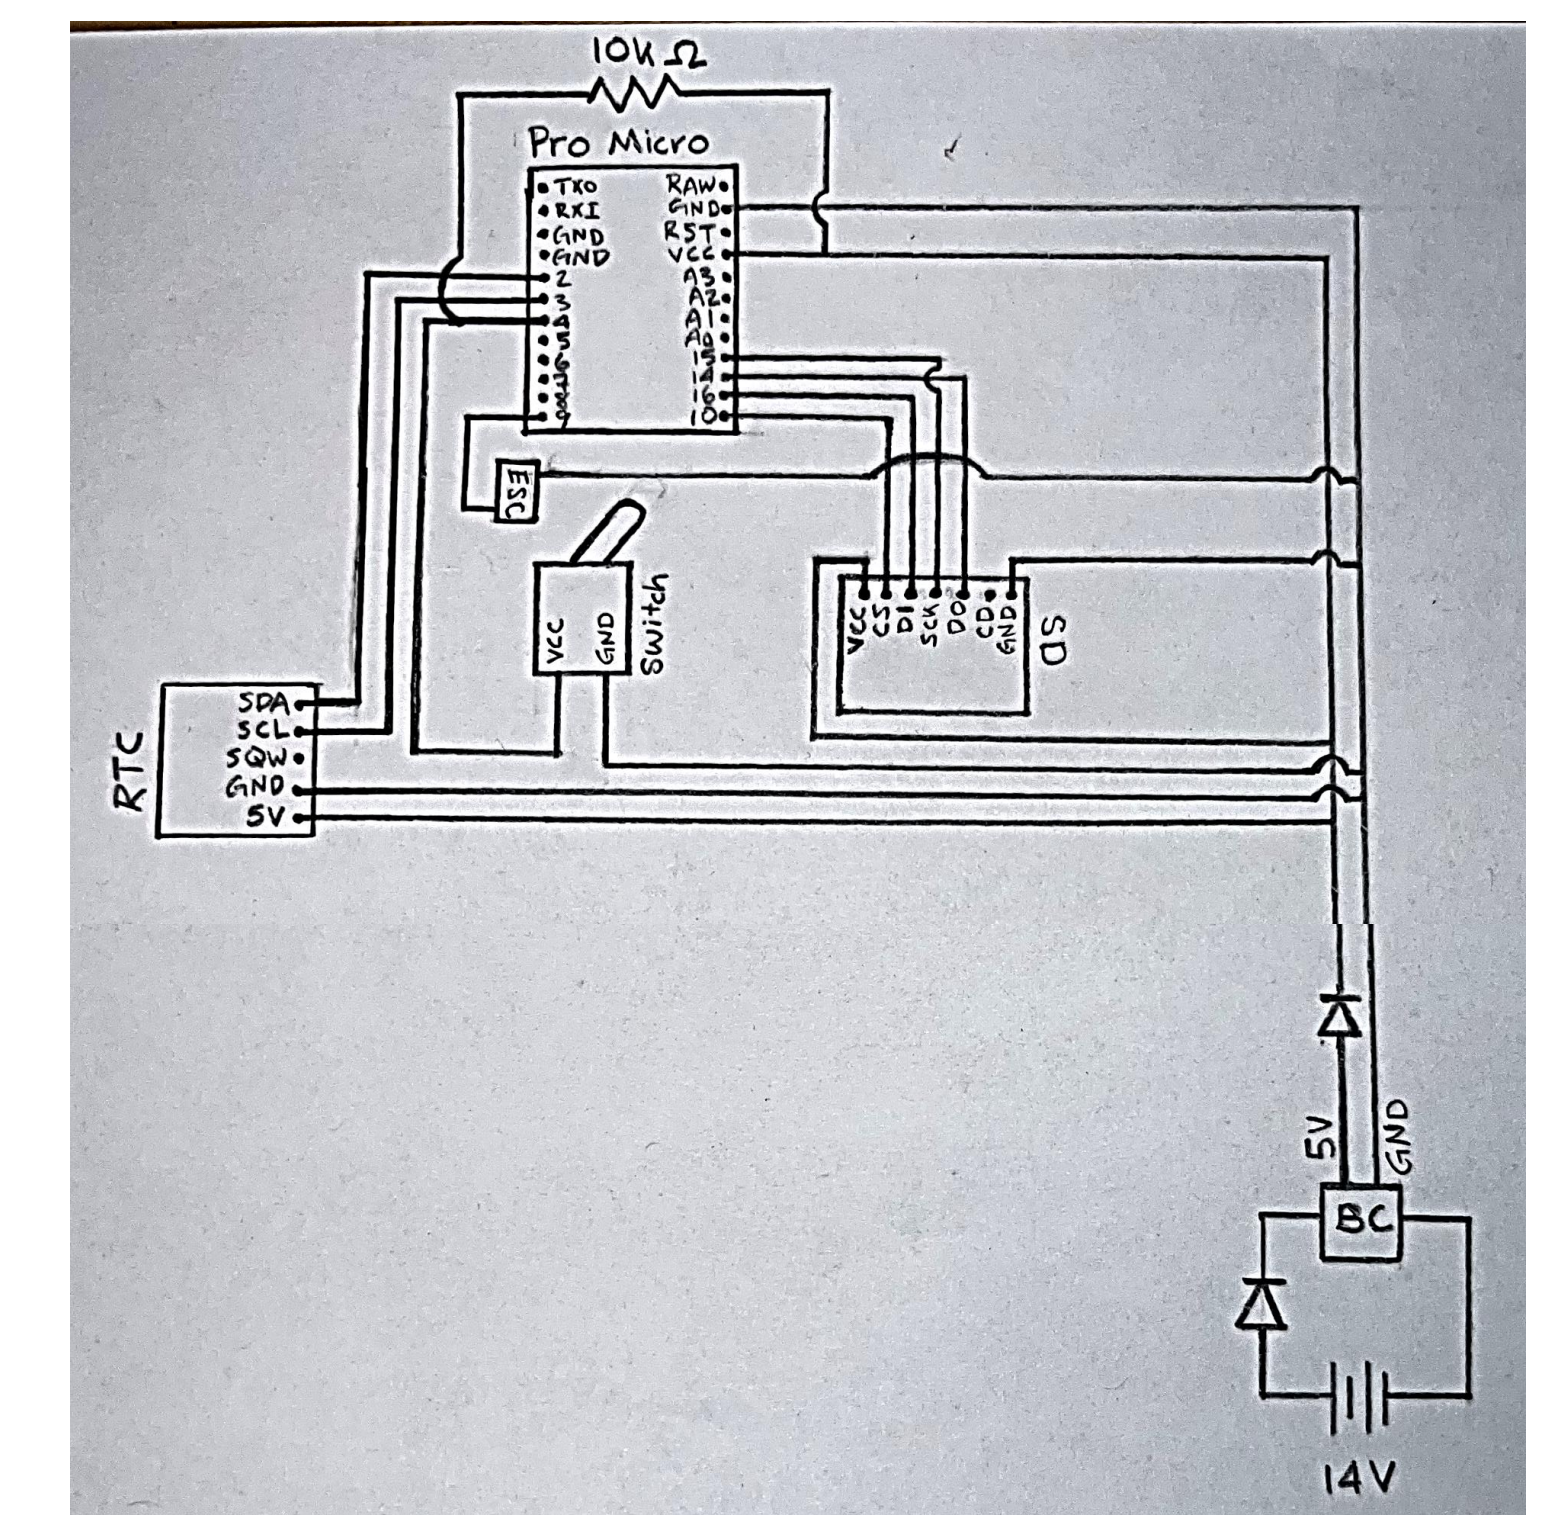 10K Ω
Pro Micro
TXO
RXI
GND
GND
2
3
4
5
6
9
RAW
GND
RST
VCC
A3
A2
A1
A0
15
14
16
10
ESC
Switch
VCC
GND
VCC
CS
DI
SCK
DO
CD
GND
SD
RTC
SDA
SCL
SQW
GND
5V
5V
GND
BC
14V